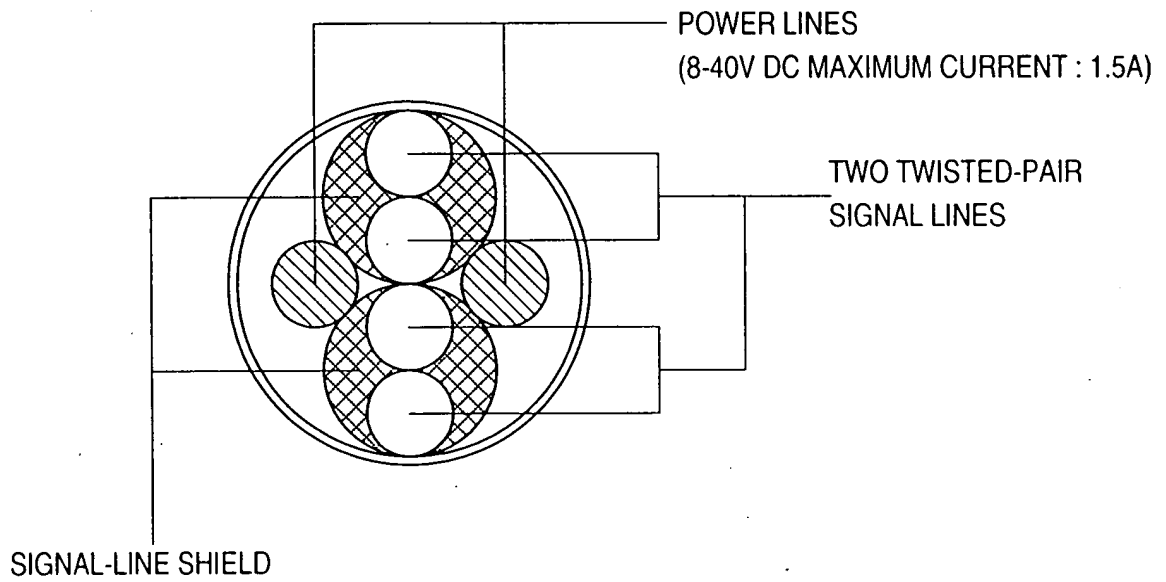 POWER LINES
(8-40V DC MAXIMUM CURRENT : 1.5A)
TWO TWISTED-PAIR
SIGNAL LINES
SIGNAL-LINE SHIELD